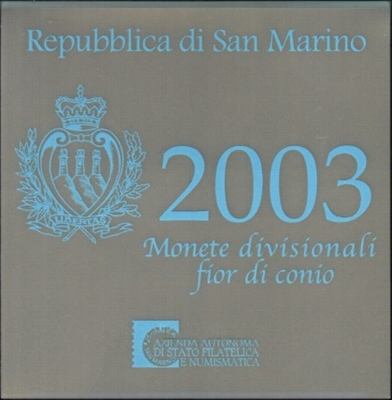 Repubblica di San Marino
LIBERTAS
2003
Monete divisionali
fior di conio
AZIENDA AUTONOMA
DI STATO FILATELICA
E NUMISMATICA